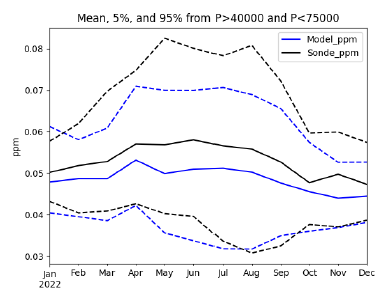 Mean, 5%, and 95% from P>40000 and P<75000
Model_ppm
Sonde_ppm
ppm
0.08
0.07
0.06
0.05
0.04
0.03
Jan Feb Mar Apr May Jun Jul Aug Sep Oct Nov Dec
2022